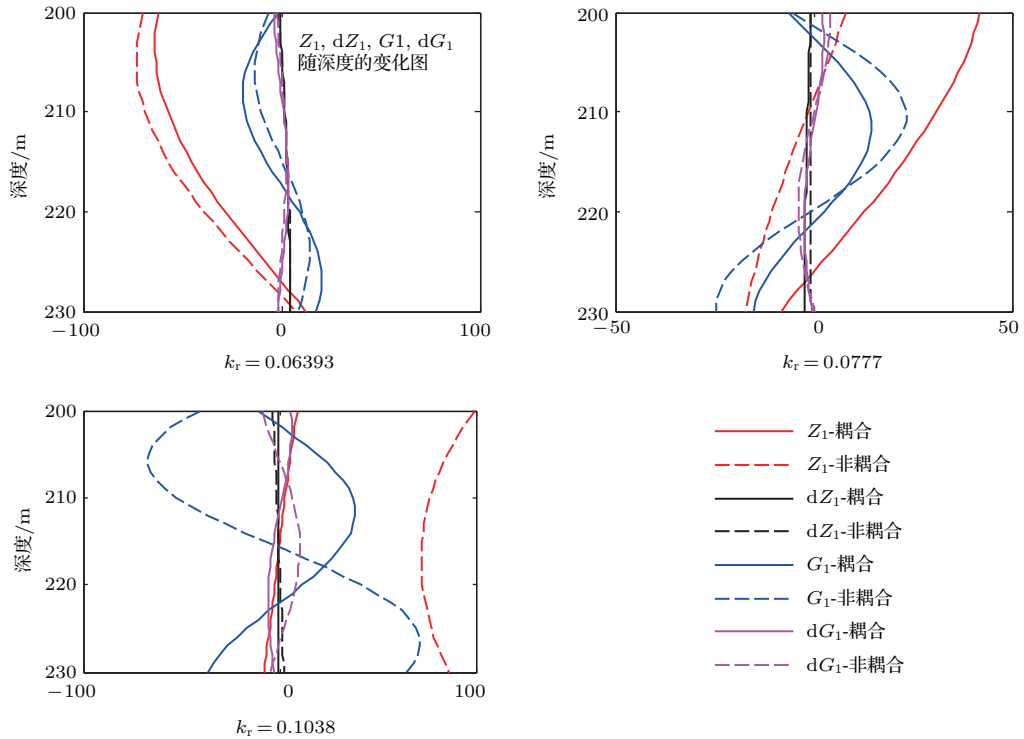 200
210
220
230
深度/m
Z₁, dZ₁, G1, dG₁
随深度的变化图
−100
0
100
kᵣ = 0.06393
200
210
220
230
深度/m
−50
0
50
kᵣ = 0.0777
200
210
220
230
深度/m
−100
0
100
kᵣ = 0.1038
Z₁-耦合
Z₁-非耦合
dZ₁-耦合
dZ₁-非耦合
G₁-耦合
G₁-非耦合
dG₁-耦合
dG₁-非耦合